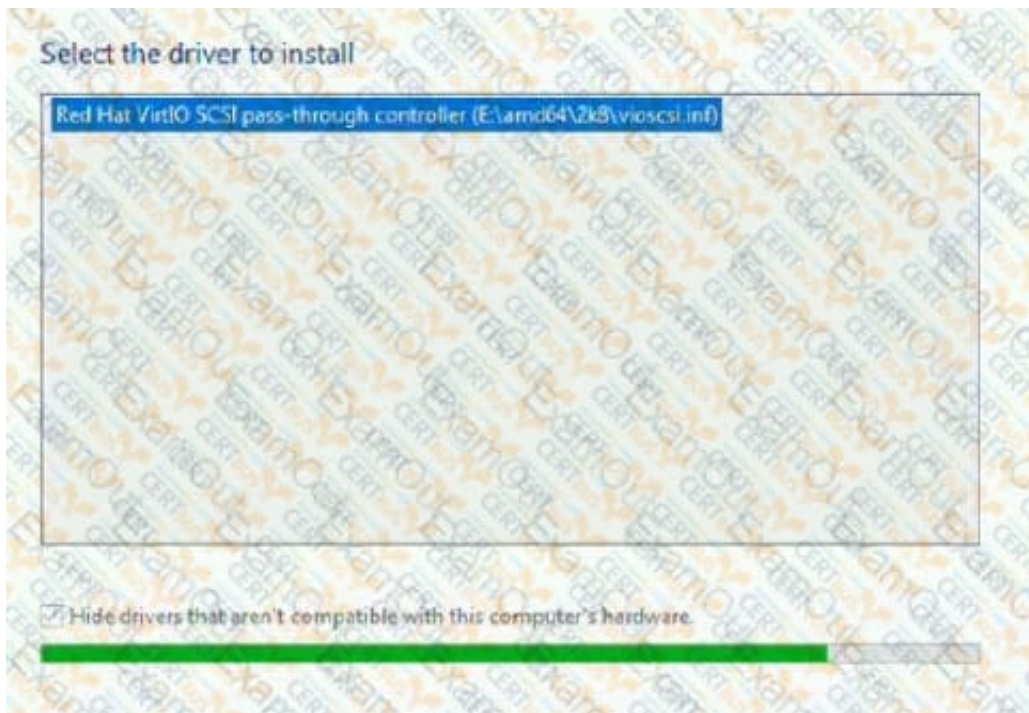 Select the driver to install
Red Hat VirtIO SCSI pass-through controller (E:\amd64\2k8\vioscsi.inf)
Hide drivers that aren't compatible with this computer's hardware.